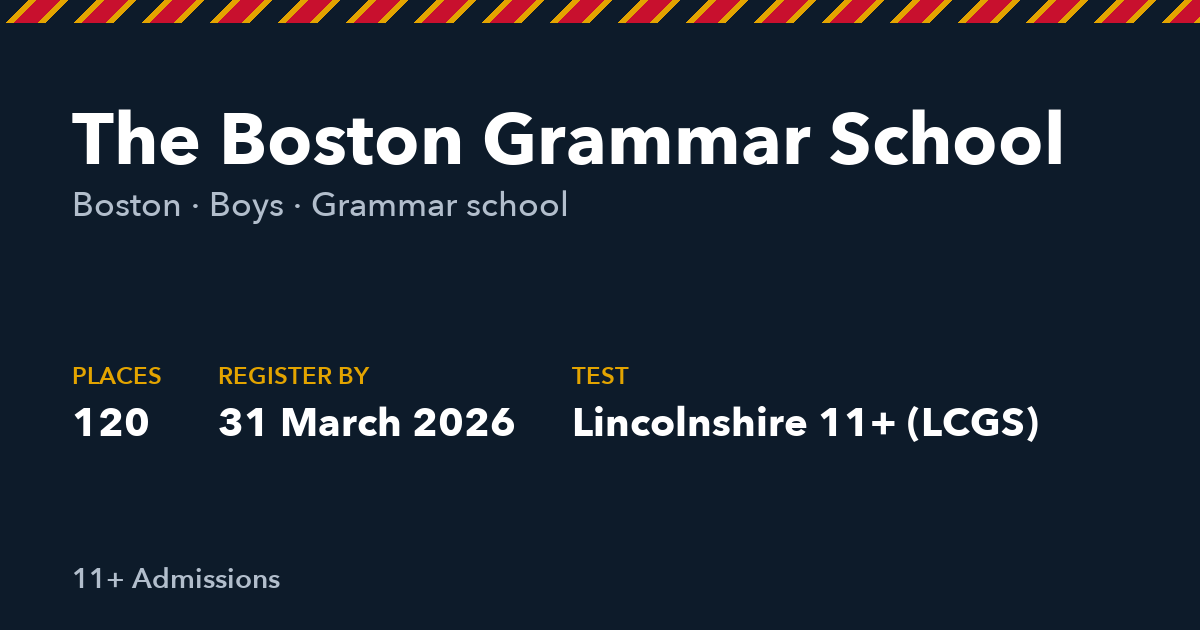 The Boston Grammar School
Boston · Boys · Grammar school
PLACES
120
REGISTER BY
31 March 2026
TEST
Lincolnshire 11+ (LCGS)
11+ Admissions